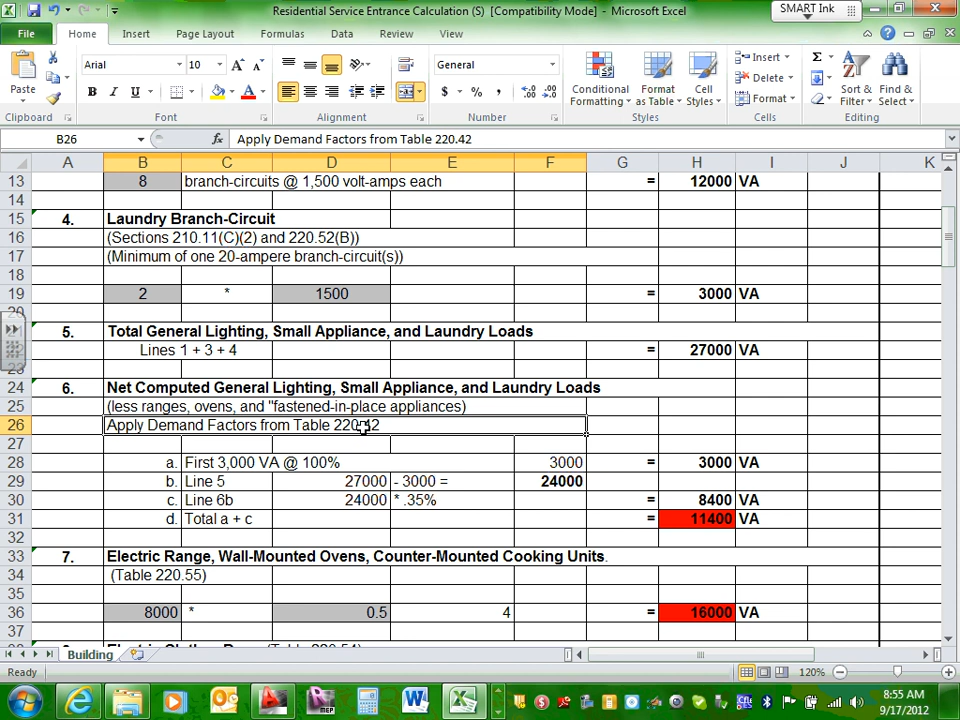 Residential Service Entrance Calculation (S) [Compatibility Mode] - Microsoft Excel
SMART Ink
File Home Insert Page Layout Formulas Data Review View
Paste
Arial 10
B I U
General
$ % ,
Conditional Formatting
Format as Table
Cell Styles
Insert
Delete
Format
Sort & Filter
Find & Select
Clipboard Font Alignment Number Styles Cells Editing
B26 fx Apply Demand Factors from Table 220.42
A B C D E F G H I J K
13 8 branch-circuits @ 1,500 volt-amps each = 12000 VA
14
15 4. Laundry Branch-Circuit
16 (Sections 210.11(C)(2) and 220.52(B))
17 (Minimum of one 20-ampere branch-circuit(s))
18
19 2 * 1500 = 3000 VA
20
5. Total General Lighting, Small Appliance, and Laundry Loads
Lines 1 + 3 + 4 = 27000 VA
23
24 6. Net Computed General Lighting, Small Appliance, and Laundry Loads
25 (less ranges, ovens, and "fastened-in-place appliances)
26 Apply Demand Factors from Table 220.42
27
28 a. First 3,000 VA @ 100% 3000 = 3000 VA
29 b. Line 5 27000 - 3000 = 24000
30 c. Line 6b 24000 * .35% = 8400 VA
31 d. Total a + c = 11400 VA
32
33 7. Electric Range, Wall-Mounted Ovens, Counter-Mounted Cooking Units.
34 (Table 220.55)
35
36 8000 * 0.5 4 = 16000 VA
37
Building
Ready 120%
W
MEP
8:55 AM
9/17/2012